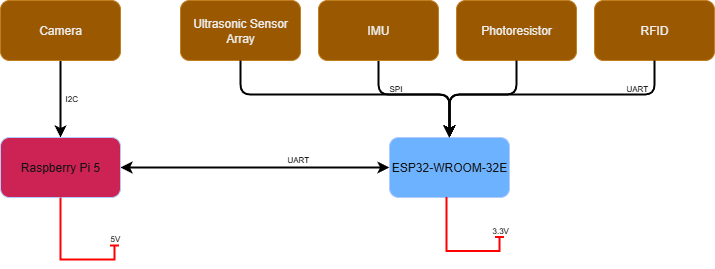 Camera
Ultrasonic Sensor
Array
IMU
Photoresistor
RFID
I2C
SPI
UART
Raspberry Pi 5
UART
ESP32-WROOM-32E
5V
3.3V